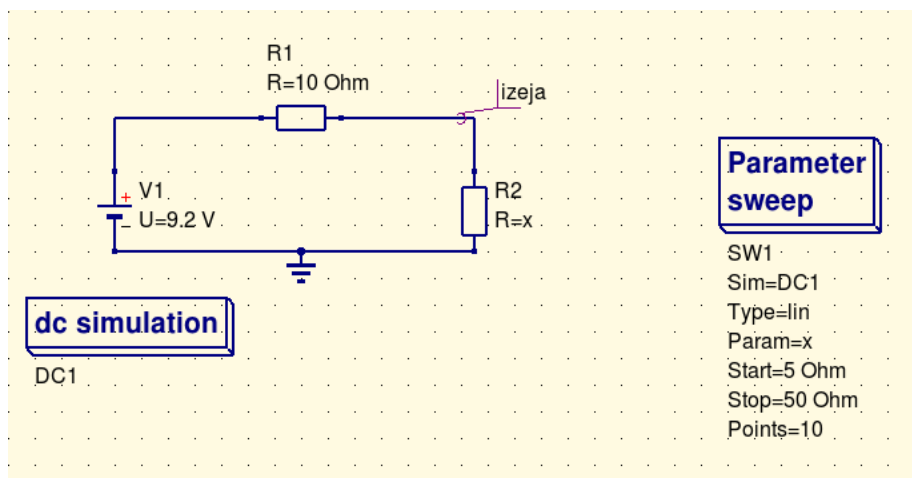 R1
R=10 Ohm
izeja
+ V1
– U=9.2 V
R2
R=x
Parameter
sweep
SW1
Sim=DC1
Type=lin
Param=x
Start=5 Ohm
Stop=50 Ohm
Points=10
dc simulation
DC1